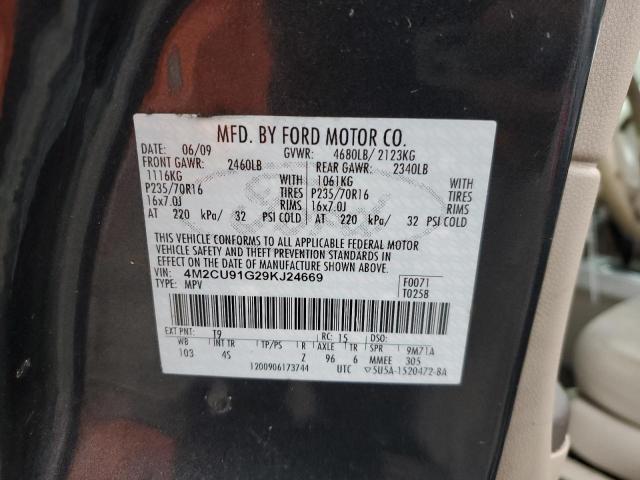 MFD. BY FORD MOTOR CO.
DATE: 06/09 GVWR: 4680LB/ 2123KG
FRONT GAWR: 2460LB REAR GAWR: 2340LB
1116KG WITH 1061KG WITH
P235/70R16 TIRES P235/70R16 TIRES
16x7.0J RIMS 16x7.0J RIMS
AT 220 kPa/ 32 PSI COLD AT 220 kPa/ 32 PSI COLD
THIS VEHICLE CONFORMS TO ALL APPLICABLE FEDERAL MOTOR
VEHICLE SAFETY AND THEFT PREVENTION STANDARDS IN
EFFECT ON THE DATE OF MANUFACTURE SHOWN ABOVE.
VIN: 4M2CU91G29KJ24669 F0071
TYPE: MPV T0258
EXT PNT: T9 RC: 15 DSO:
WB INT TR TP/PS R AXLE TR SPR 9M71A
103 4S Z 96 6 MMEE 305
1200906173744 UTC ▽5U5A-1520472-BA